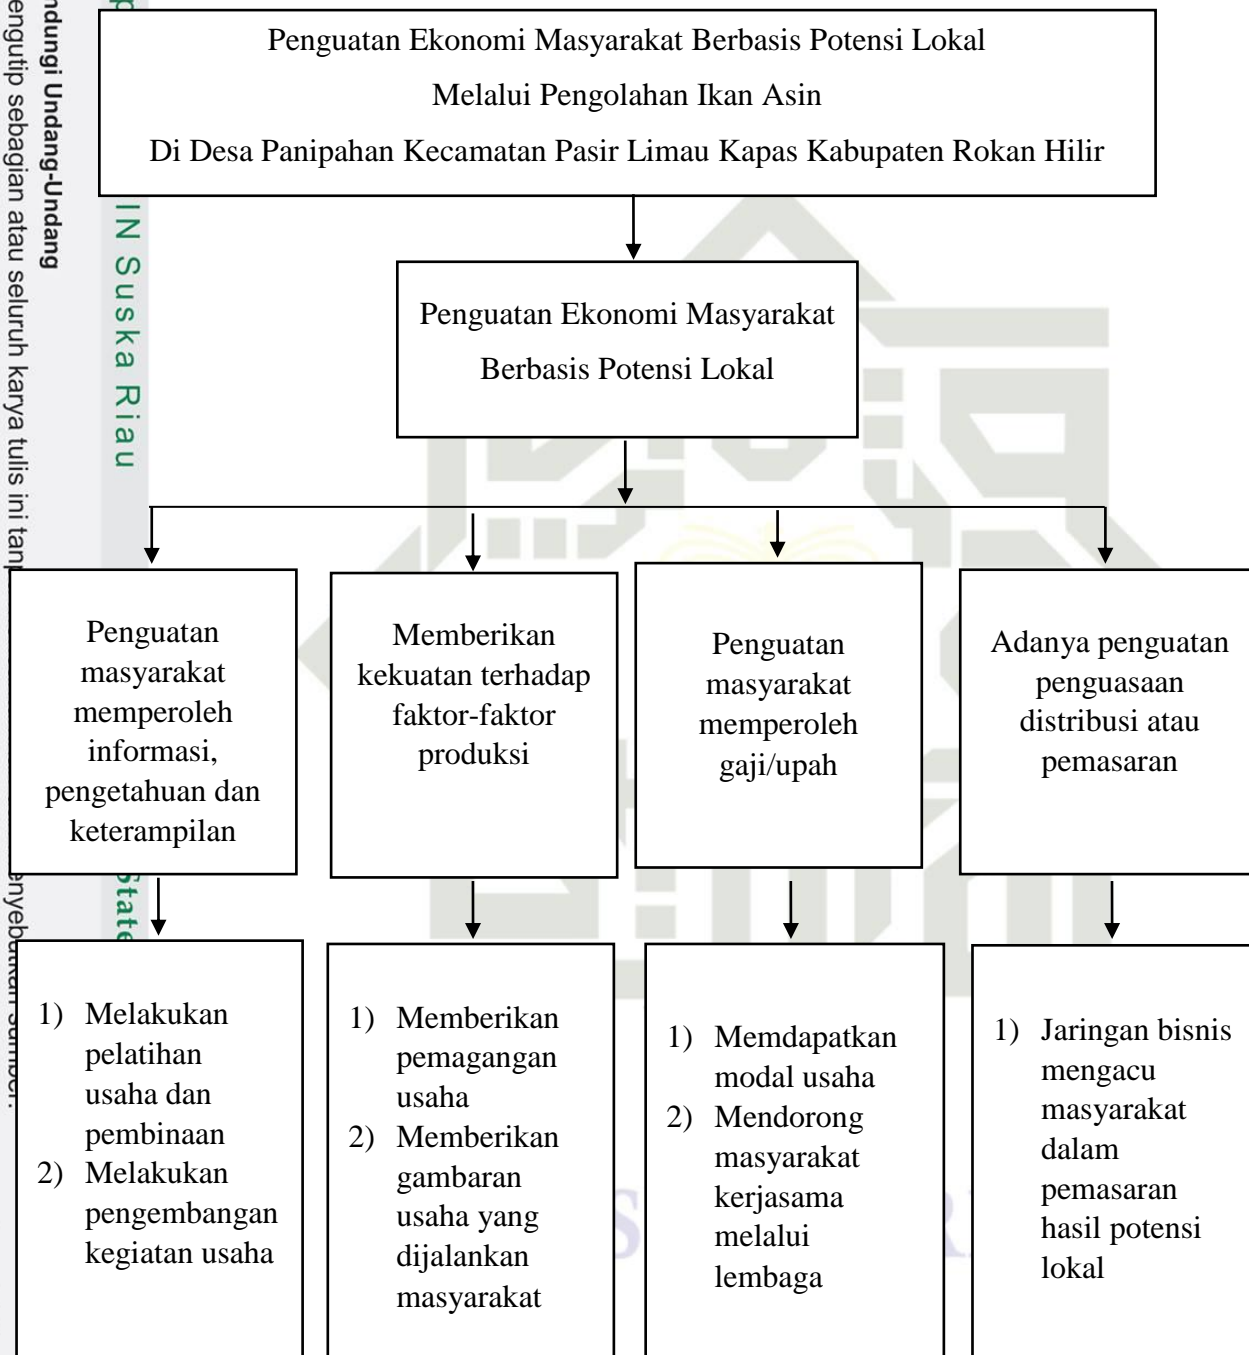 Penguatan Ekonomi Masyarakat Berbasis Potensi Lokal
Melalui Pengolahan Ikan Asin
Di Desa Panipahan Kecamatan Pasir Limau Kapas Kabupaten Rokan Hilir
Penguatan Ekonomi Masyarakat
Berbasis Potensi Lokal
Penguatan
masyarakat
memperoleh
informasi,
pengetahuan dan
keterampilan
Memberikan
kekuatan terhadap
faktor-faktor
produksi
Penguatan
masyarakat
memperoleh
gaji/upah
Adanya penguatan
penguasaan
distribusi atau
pemasaran
1) Melakukan
pelatihan
usaha dan
pembinaan
2) Melakukan
pengembangan
kegiatan usaha
1) Memberikan
pemagangan
usaha
2) Memberikan
gambaran
usaha yang
dijalankan
masyarakat
1) Memdapatkan
modal usaha
2) Mendorong
masyarakat
kerjasama
melalui
lembaga
1) Jaringan bisnis
mengacu
masyarakat
dalam
pemasaran
hasil potensi
lokal
ndungi Undang-Undang
engutip sebagian atau seluruh karya tulis ini
IN Suska Riau
State